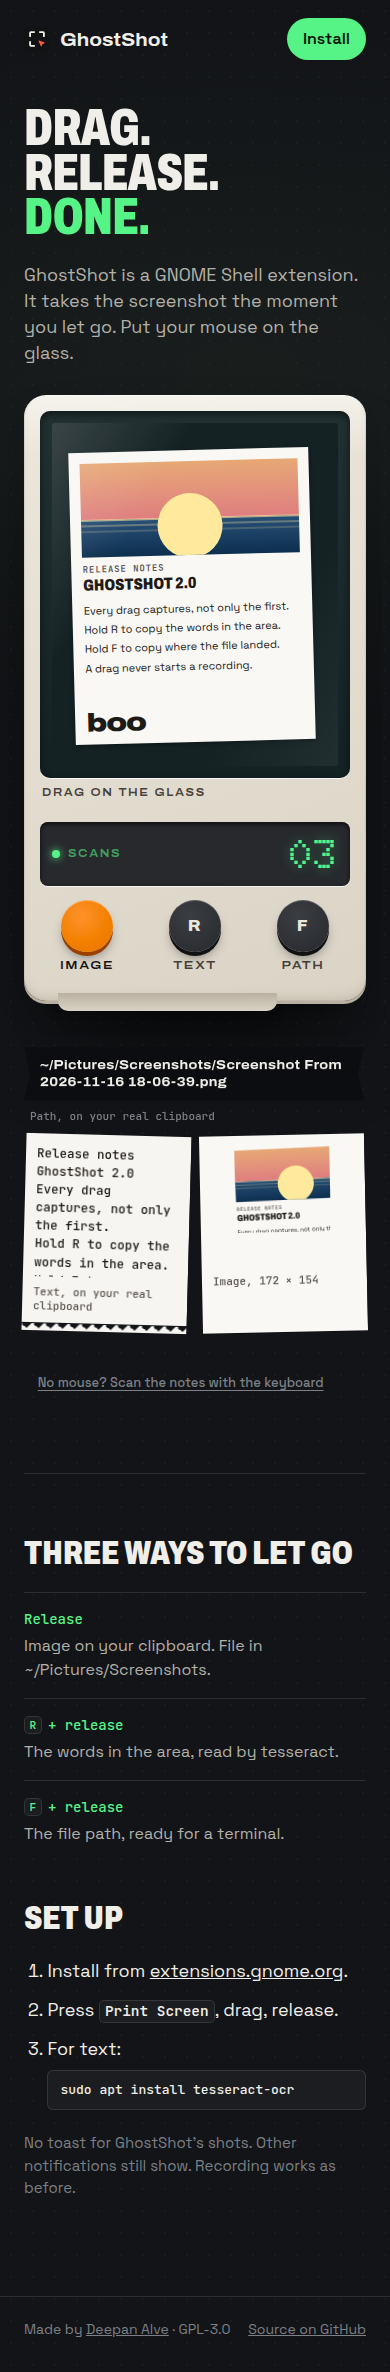 GhostShot
Install
DRAG.
RELEASE.
DONE.
GhostShot is a GNOME Shell extension.
It takes the screenshot the moment
you let go. Put your mouse on the
glass.
RELEASE NOTES
GHOSTSHOT 2.0
Every drag captures, not only the first.
Hold R to copy the words in the area.
Hold F to copy where the file landed.
A drag never starts a recording.
boo
DRAG ON THE GLASS
SCANS
03
R
F
IMAGE
TEXT
PATH
~/Pictures/Screenshots/Screenshot From
2026-11-16 18-06-39.png
Path, on your real clipboard
Release notes
GhostShot 2.0
Every drag
captures, not only
the first.
Hold R to copy the
words in the area.
Text, on your real
clipboard
RELEASE NOTES
GHOSTSHOT 2.0
Image, 172 × 154
No mouse? Scan the notes with the keyboard
THREE WAYS TO LET GO
Release
Image on your clipboard. File in
~/Pictures/Screenshots.
R + release
The words in the area, read by tesseract.
F + release
The file path, ready for a terminal.
SET UP
1. Install from extensions.gnome.org.
2. Press Print Screen, drag, release.
3. For text:
sudo apt install tesseract-ocr
No toast for GhostShot's shots. Other
notifications still show. Recording works as
before.
Made by Deepan Alve · GPL-3.0
Source on GitHub